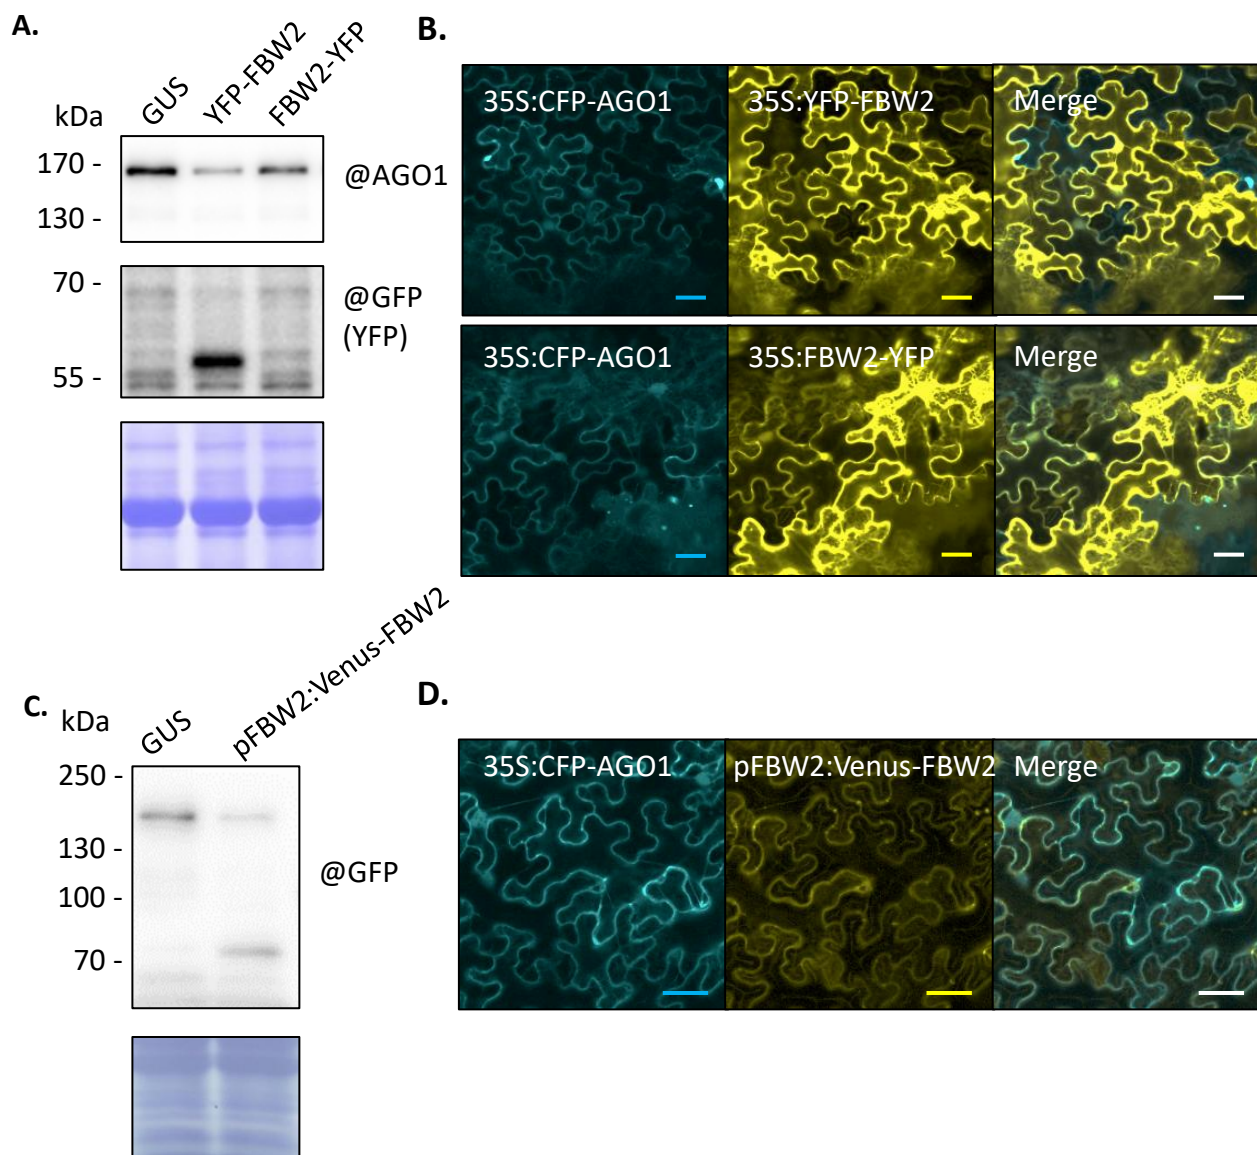 A.
GUS
YFP-FBW2
FBW2-YFP
kDa
170 -
130 -
@AGO1
70 -
55 -
@GFP
(YFP)
B.
35S:CFP-AGO1
35S:YFP-FBW2
Merge
35S:CFP-AGO1
35S:FBW2-YFP
Merge
C.
kDa
GUS
pFBW2:Venus-FBW2
250 -
130 -
100 -
70 -
@GFP
D.
35S:CFP-AGO1
pFBW2:Venus-FBW2
Merge